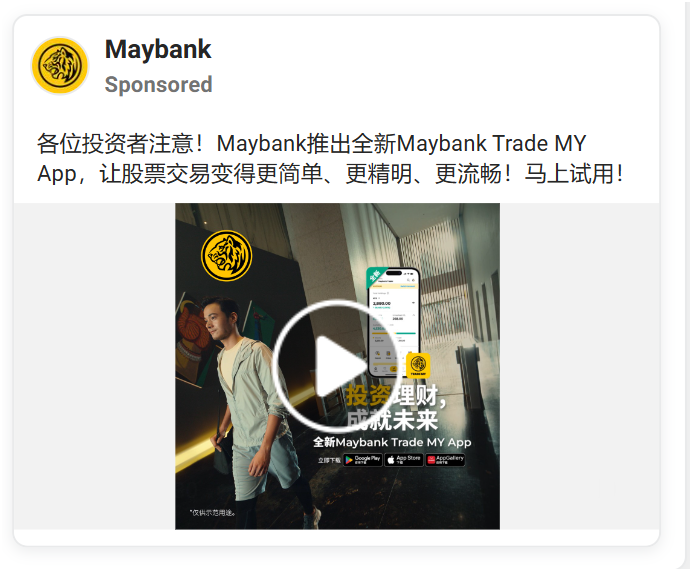 Maybank
Sponsored
各位投资者注意！Maybank推出全新Maybank Trade MY
App，让股票交易变得更简单、更精明、更流畅！马上试用！
全新
投资理财，
成就未来
全新Maybank Trade MY App
立即下载
Google Play
App Store
AppGallery
*仅供示范用途。